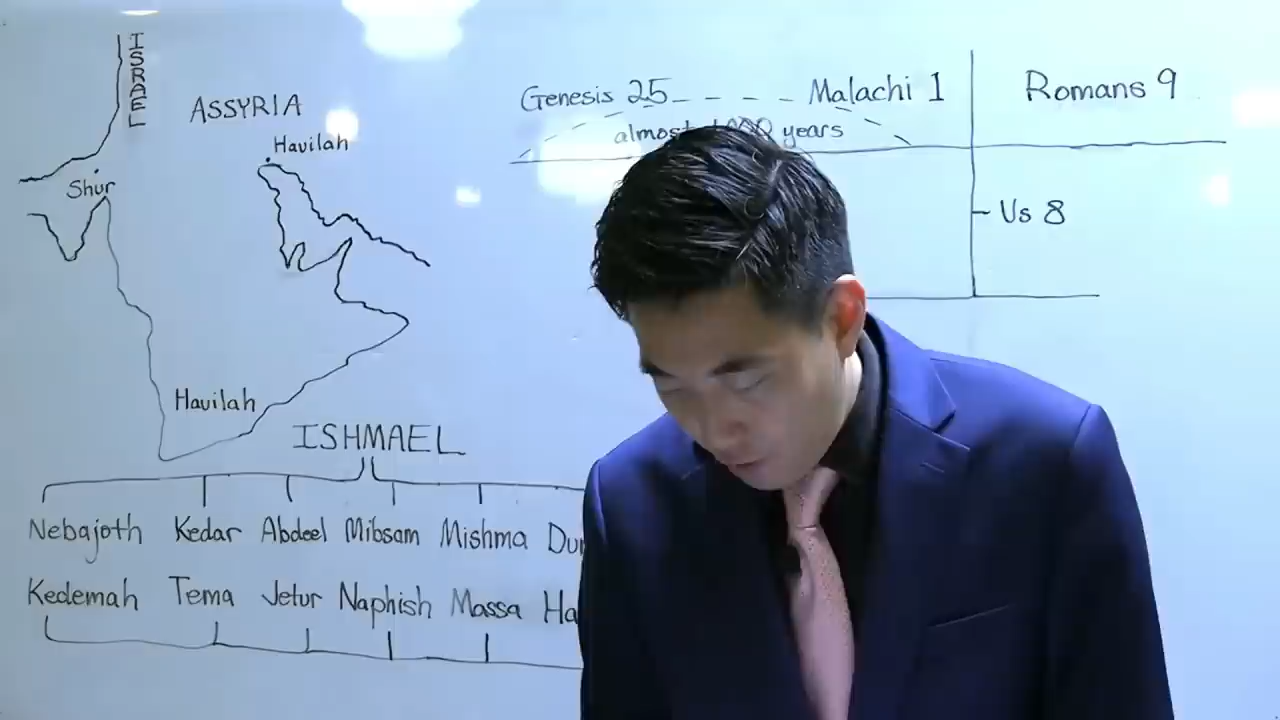 ISRAEL
ASSYRIA
Havilah
Shur
Havilah
ISHMAEL
Nebajoth Kedar Abdeel Mibsam Mishma
Kedemah Tema Jetur Naphish Massa
Genesis 25 Malachi 1
almost years
Romans 9
Vs 8